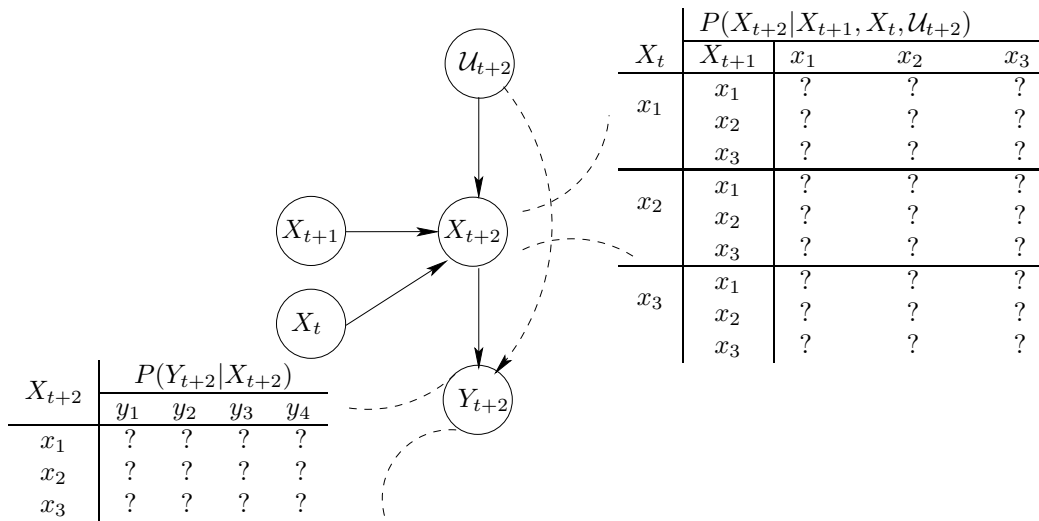 P(X_{t+2}|X_{t+1}, X_t, 𝒰_{t+2})
X_t X_{t+1} x_1 x_2 x_3
x_1 x_1 ? ? ?
x_2 ? ? ?
x_3 ? ? ?
x_2 x_1 ? ? ?
x_2 ? ? ?
x_3 ? ? ?
x_3 x_1 ? ? ?
x_2 ? ? ?
x_3 ? ? ?
𝒰_{t+2}
X_{t+1} X_{t+2}
X_t
Y_{t+2}
X_{t+2} P(Y_{t+2}|X_{t+2})
y_1 y_2 y_3 y_4
x_1 ? ? ? ?
x_2 ? ? ? ?
x_3 ? ? ? ?